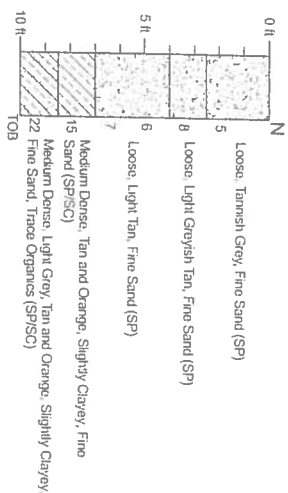 N
0 ft
Loose, Tannish Grey, Fine Sand (SP)
5
Loose, Light Greyish Tan, Fine Sand (SP)
8
5 ft
Loose, Light Tan, Fine Sand (SP)
6
7
Medium Dense, Tan and Orange, Slightly Clayey, Fine
Sand (SP/SC)
15
Medium Dense, Light Grey, Tan and Orange, Slightly Clayey,
Fine Sand, Trace Organics (SP/SC)
22
10 ft
TOB